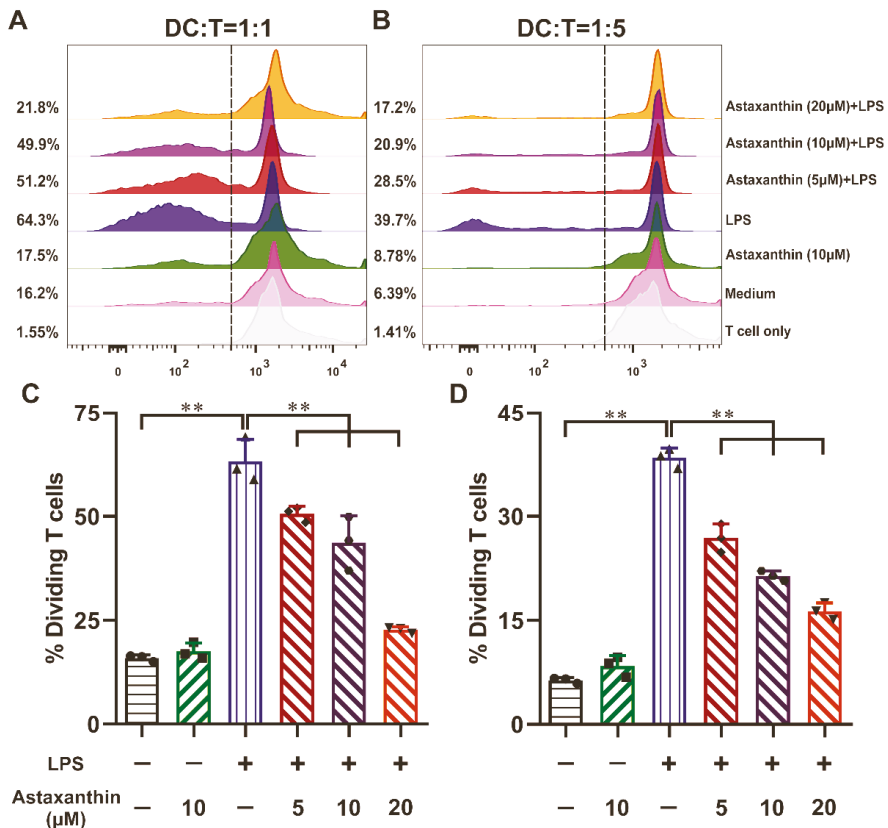 A
DC:T=1:1
B
DC:T=1:5
21.8%
17.2%
Astaxanthin (20μM)+LPS
49.9%
20.9%
Astaxanthin (10μM)+LPS
51.2%
28.5%
Astaxanthin (5μM)+LPS
64.3%
39.7%
LPS
17.5%
8.78%
Astaxanthin (10μM)
16.2%
6.39%
Medium
1.55%
1.41%
T cell only
0 10² 10³ 10⁴
0 10² 10³
C
** **
75
50
25
0
% Dividing T cells
D
** **
45
30
15
0
% Dividing T cells
LPS − − + + + +
− − + + + +
Astaxanthin (μM) − 10 − 5 10 20
− 10 − 5 10 20